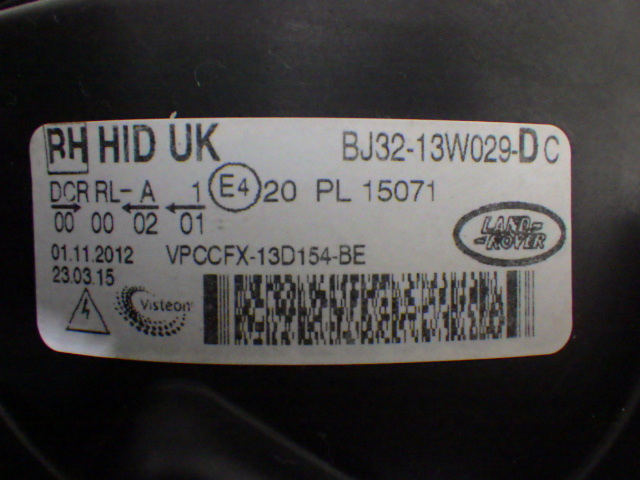 RH HID UK BJ32-13W029-D C
DCR RL-A 1 E4 20 PL 15071
00 00 02 01
LAND-
-ROVER
01.11.2012 VPCCFX-13D154-BE
23.03.15
Visteon